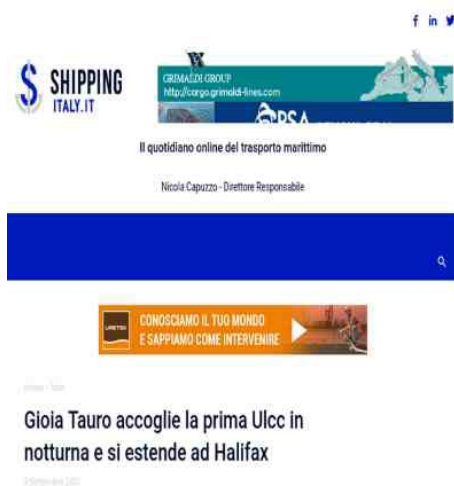 f in
SHIPPING
ITALY.IT
GRIMALDI GROUP
http://cargo.grimaldi-lines.com
PSA
Il quotidiano online del trasporto marittimo
Nicola Capuzzo - Direttore Responsabile
CONOSCIAMO IL TUO MONDO
E SAPPIAMO COME INTERVENIRE
Gioia Tauro accoglie la prima Ulcc in
notturna e si estende ad Halifax